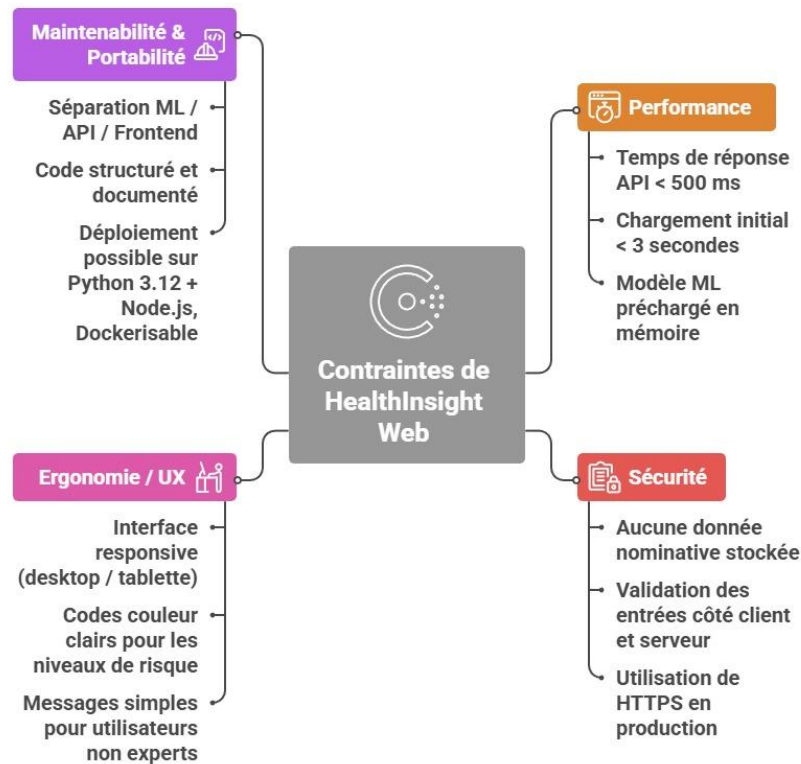 Maintenabilité &
Portabilité
Séparation ML /
API / Frontend
Code structuré et
documenté
Déploiement
possible sur
Python 3.12 +
Node.js,
Dockerisable
Performance
Temps de réponse
API < 500 ms
Chargement initial
< 3 secondes
Modèle ML
préchargé en
mémoire
Contraintes de
HealthInsight
Web
Ergonomie / UX
Interface
responsive
(desktop / tablette)
Codes couleur
clairs pour les
niveaux de risque
Messages simples
pour utilisateurs
non experts
Sécurité
Aucune donnée
nominative stockée
Validation des
entrées côté client
et serveur
Utilisation de
HTTPS en
production